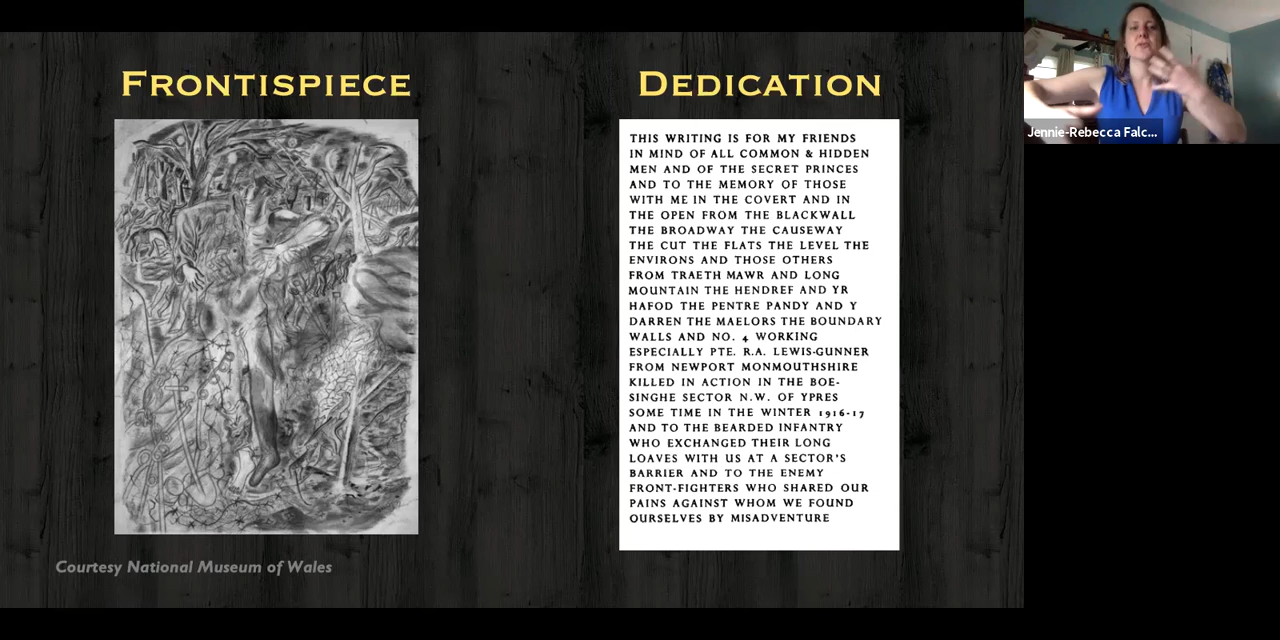 FRONTISPIECE
DEDICATION
THIS WRITING IS FOR MY FRIENDS
IN MIND OF ALL COMMON & HIDDEN
MEN AND OF THE SECRET PRINCES
AND TO THE MEMORY OF THOSE
WITH ME IN THE COVERT AND IN
THE OPEN FROM THE BLACKWALL
THE BROADWAY THE CAUSEWAY
THE CUT THE FLATS THE LEVEL THE
ENVIRONS AND THOSE OTHERS
FROM TRAETH MAWR AND LONG
MOUNTAIN THE HENDREF AND YR
HAFOD THE PENTRE PANDY AND Y
DARREN THE MAELORS THE BOUNDARY
WALLS AND NO. 4 WORKING
ESPECIALLY PTE. R.A. LEWIS-GUNNER
FROM NEWPORT MONMOUTHSHIRE
KILLED IN ACTION IN THE BOE-
SINGHE SECTOR N.W. OF YPRES
SOME TIME IN THE WINTER 1916-17
AND TO THE BEARDED INFANTRY
WHO EXCHANGED THEIR LONG
LOAVES WITH US AT A SECTOR'S
BARRIER AND TO THE ENEMY
FRONT-FIGHTERS WHO SHARED OUR
PAINS AGAINST WHOM WE FOUND
OURSELVES BY MISADVENTURE
Courtesy National Museum of Wales
Jennie-Rebecca Falc...